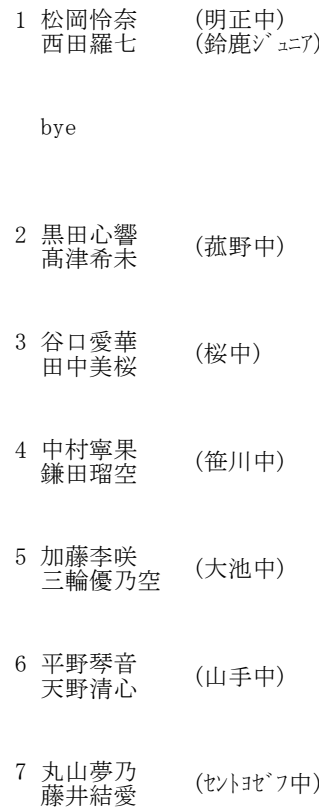 1 松岡怜奈 (明正中)
西田羅七 (鈴鹿ｼﾞｭﾆｱ)
bye
2 黒田心響
髙津希未 (菰野中)
3 谷口愛華
田中美桜 (桜中)
4 中村寧果
鎌田瑠空 (笹川中)
5 加藤李咲
三輪優乃空 (大池中)
6 平野琴音
天野清心 (山手中)
7 丸山夢乃
藤井結愛 (ｾﾝﾄﾖｾﾞﾌ中)